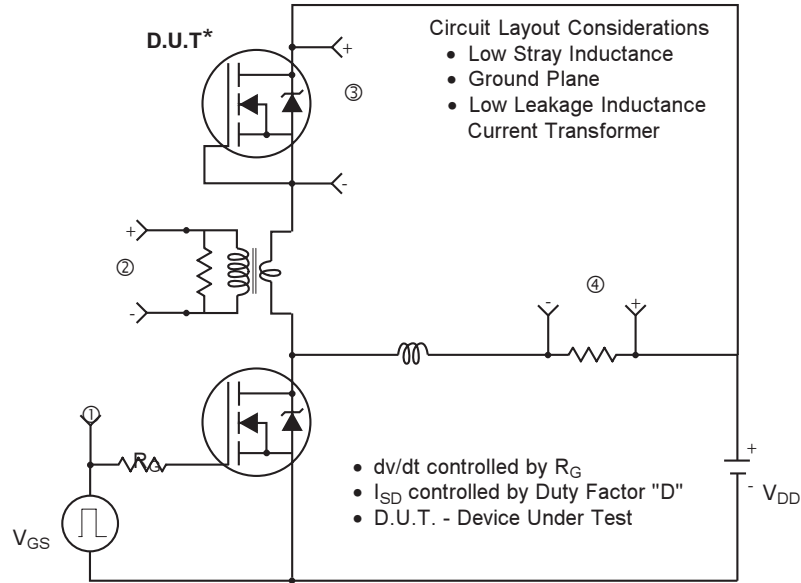 D.U.T*
Circuit Layout Considerations
• Low Stray Inductance
• Ground Plane
• Low Leakage Inductance
Current Transformer
+
③
-
+
②
-
④
-
+
①
RG
• dv/dt controlled by RG
• ISD controlled by Duty Factor "D"
• D.U.T. - Device Under Test
+
-
VDD
VGS